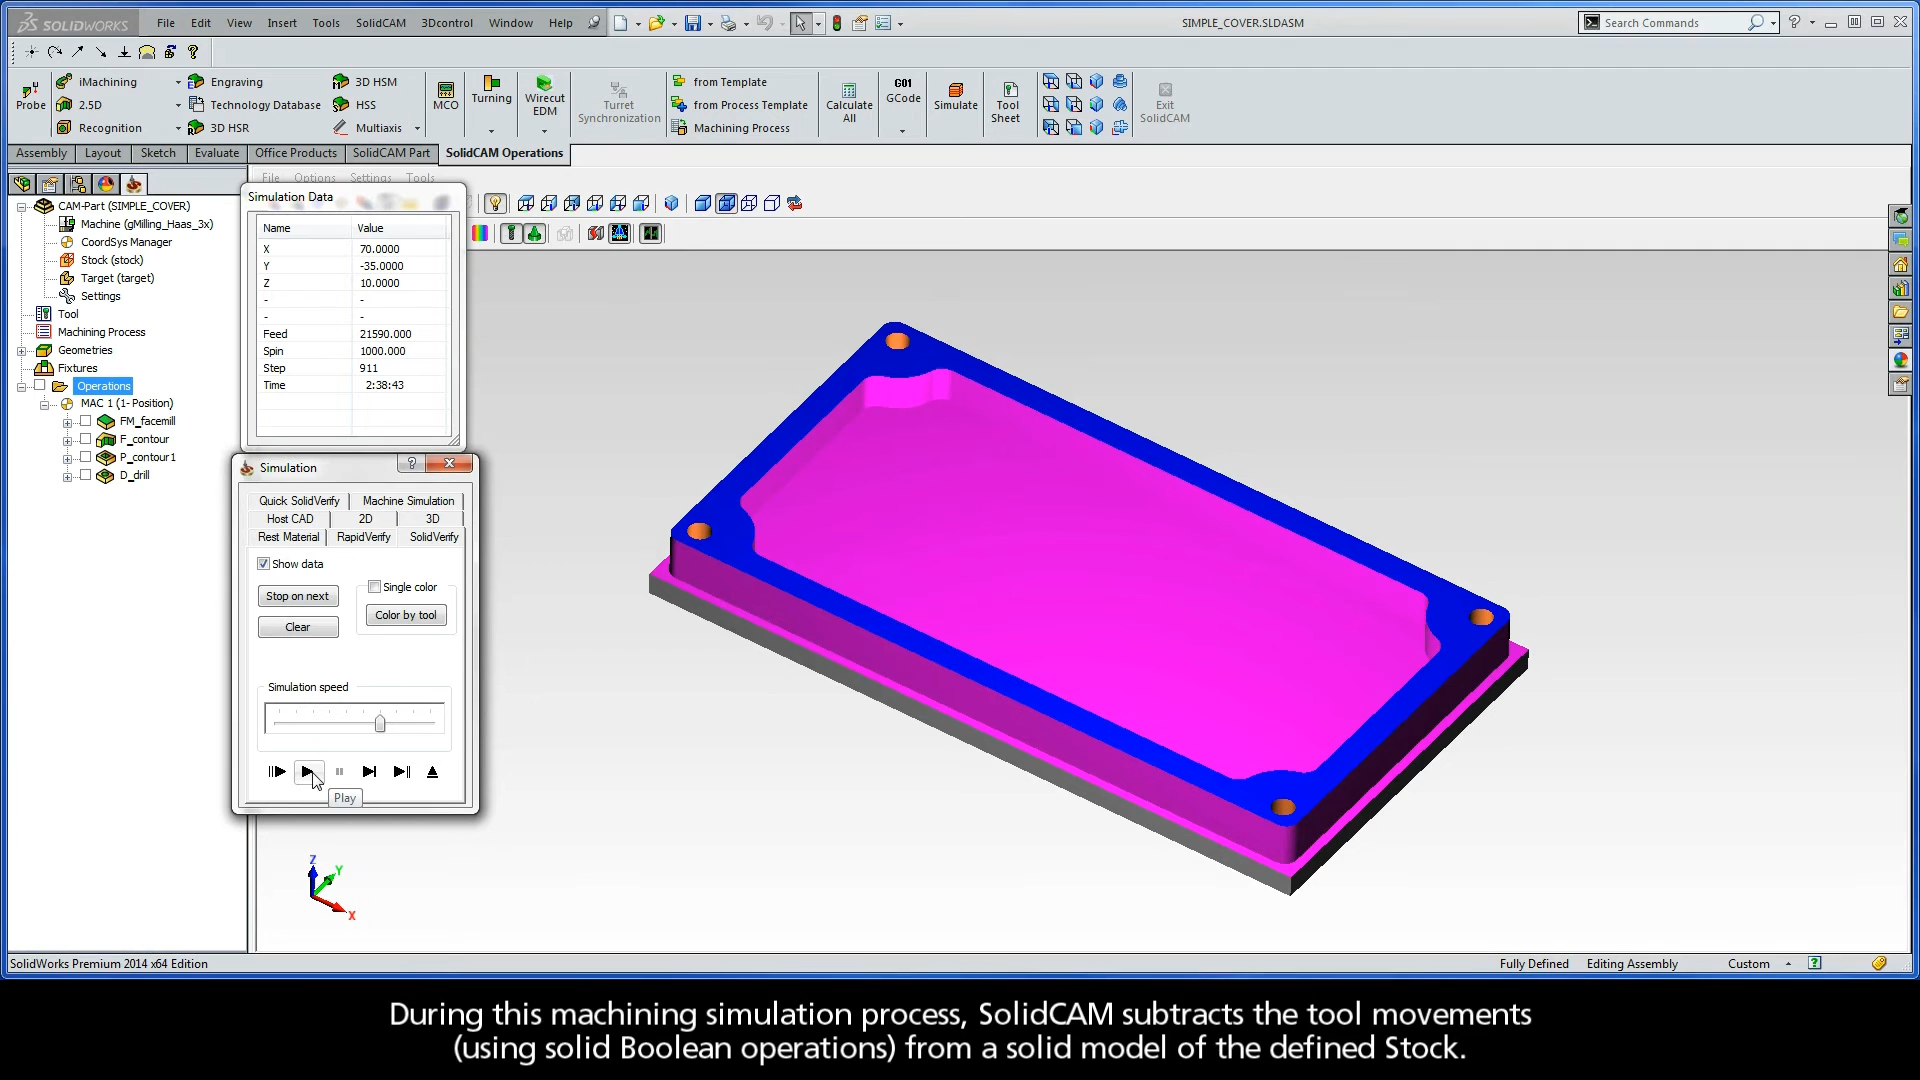 SOLIDWORKS File Edit View Insert Tools SolidCAM 3Dcontrol Window Help SIMPLE_COVER.SLDASM Search Commands
Probe
iMachining
2.5D
Recognition
Engraving
Technology Database
3D HSR
3D HSM
HSS
Multiaxis
MCO
Turning
Wirecut
EDM
Turret
Synchronization
from Template
from Process Template
Machining Process
Calculate
All
G01
GCode
Simulate
Tool
Sheet
Exit
SolidCAM
Assembly Layout Sketch Evaluate Office Products SolidCAM Part SolidCAM Operations
File Options Settings Tools
CAM-Part (SIMPLE_COVER)
Machine (gMilling_Haas_3x)
CoordSys Manager
Stock (stock)
Target (target)
Settings
Tool
Machining Process
Geometries
Fixtures
Operations
MAC 1 (1- Position)
FM_facemill
F_contour
P_contour1
D_drill
Simulation Data
Name Value
X 70.0000
Y -35.0000
Z 10.0000
- -
- -
Feed 21590.000
Spin 1000.000
Step 911
Time 2:38:43
Simulation
Quick SolidVerify Machine Simulation
Host CAD 2D 3D
Rest Material RapidVerify SolidVerify
Show data
Stop on next
Single color
Color by tool
Clear
Simulation speed
Play
Z
Y
X
SolidWorks Premium 2014 x64 Edition Fully Defined Editing Assembly Custom
During this machining simulation process, SolidCAM subtracts the tool movements
(using solid Boolean operations) from a solid model of the defined Stock.